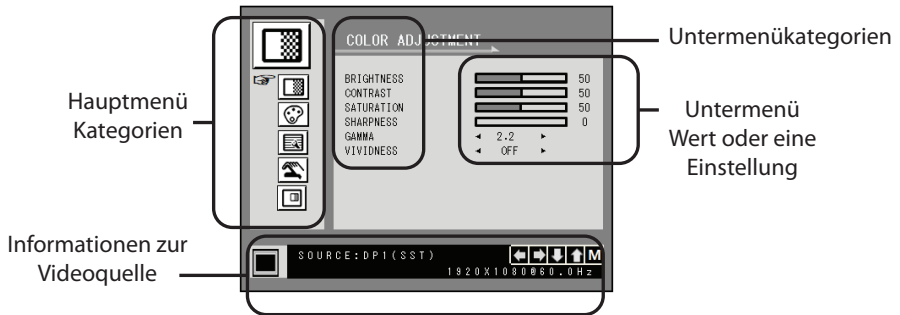 COLOR ADJUSTMENT
Untermenükategorien
BRIGHTNESS 50
CONTRAST 50
SATURATION 50
SHARPNESS 0
GAMMA 2.2
VIVIDNESS OFF
Hauptmenü
Kategorien
Untermenü
Wert oder eine
Einstellung
Informationen zur
Videoquelle
SOURCE:DP1(SST)
M
1920X1080@60.0Hz